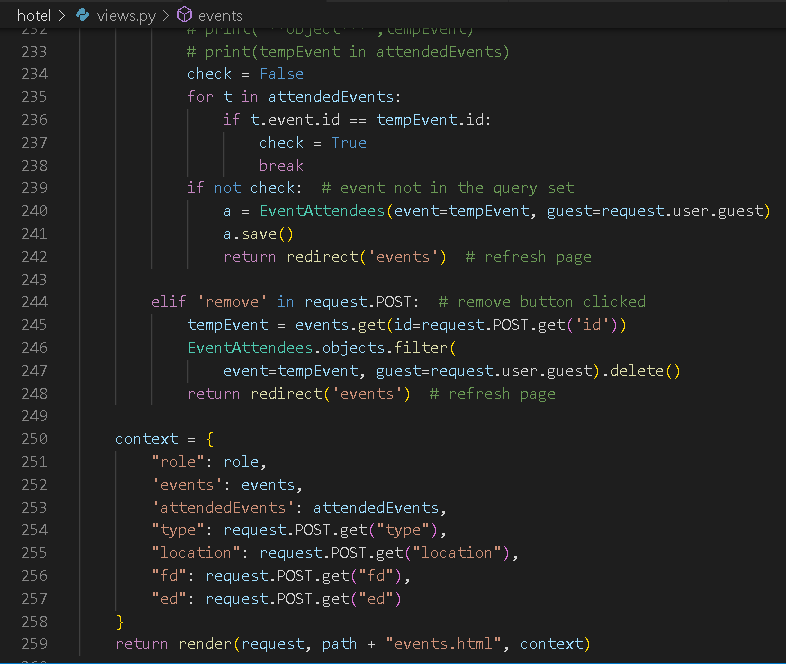 hotel > views.py > events
232 # print("**object***",tempEvent)
233 # print(tempEvent in attendedEvents)
234 check = False
235 for t in attendedEvents:
236 if t.event.id == tempEvent.id:
237 check = True
238 break
239 if not check:  # event not in the query set
240 a = EventAttendees(event=tempEvent, guest=request.user.guest)
241 a.save()
242 return redirect('events')  # refresh page
243
244 elif 'remove' in request.POST:  # remove button clicked
245 tempEvent = events.get(id=request.POST.get('id'))
246 EventAttendees.objects.filter(
247 event=tempEvent, guest=request.user.guest).delete()
248 return redirect('events')  # refresh page
249
250 context = {
251 "role": role,
252 'events': events,
253 'attendedEvents': attendedEvents,
254 "type": request.POST.get("type"),
255 "location": request.POST.get("location"),
256 "fd": request.POST.get("fd"),
257 "ed": request.POST.get("ed")
258 }
259 return render(request, path + "events.html", context)